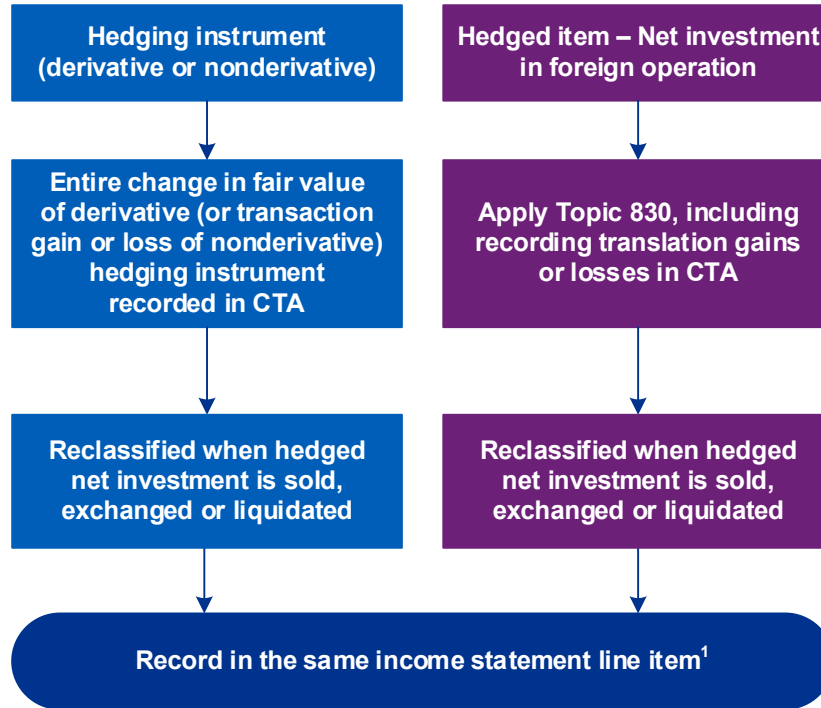 Hedging instrument
(derivative or nonderivative)
Hedged item – Net investment
in foreign operation
Entire change in fair value
of derivative (or transaction
gain or loss of nonderivative)
hedging instrument
recorded in CTA
Apply Topic 830, including
recording translation gains
or losses in CTA
Reclassified when hedged
net investment is sold,
exchanged or liquidated
Reclassified when hedged
net investment is sold,
exchanged or liquidated
Record in the same income statement line item¹